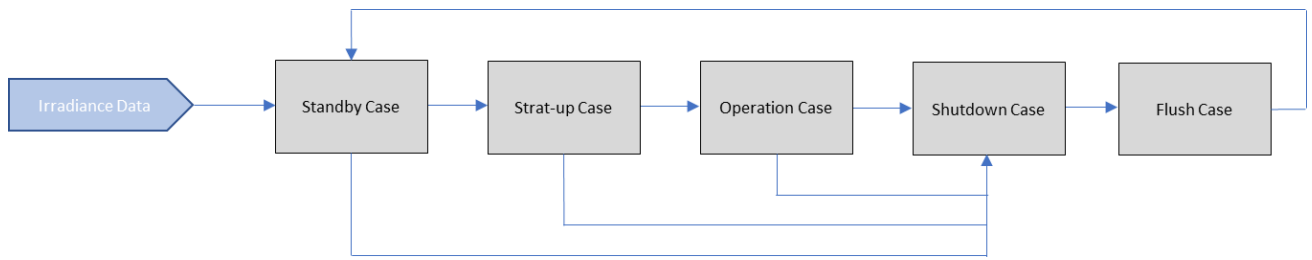 Irradiance Data
Standby Case
Strat-up Case
Operation Case
Shutdown Case
Flush Case